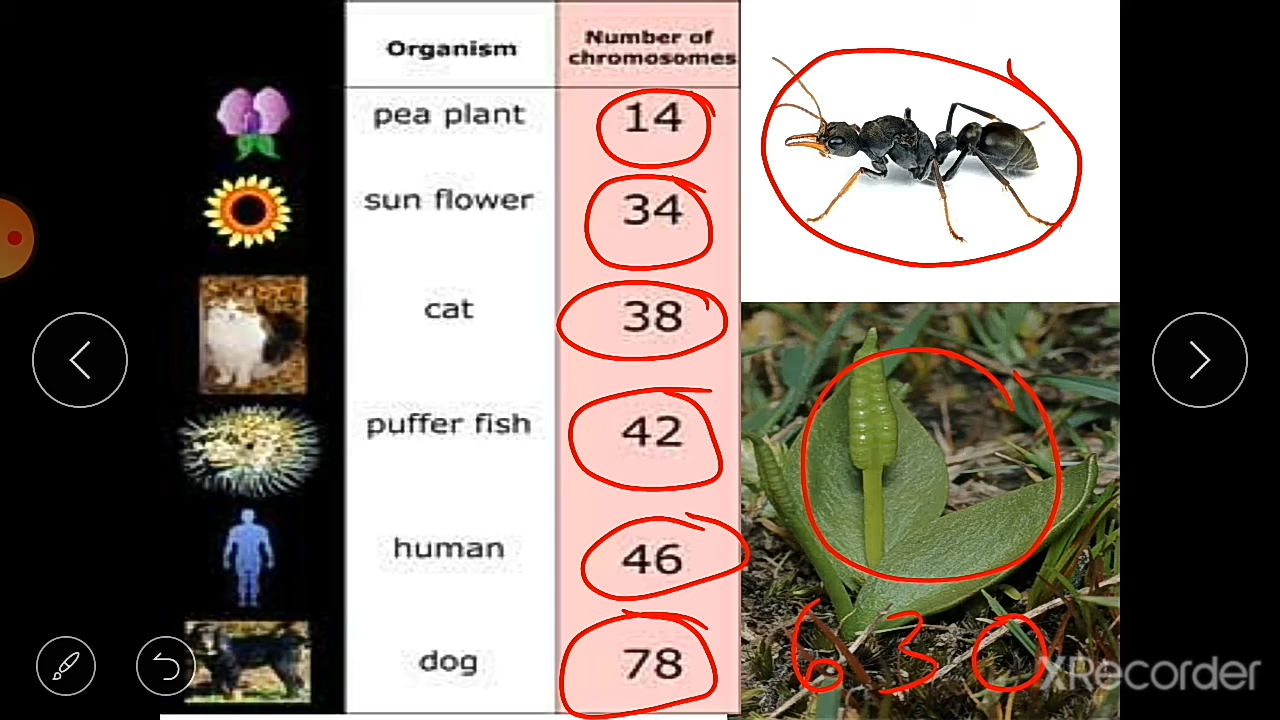 Organism
Number of
chromosomes
pea plant
14
sun flower
34
cat
38
puffer fish
42
human
46
dog
78
630
XRecorder